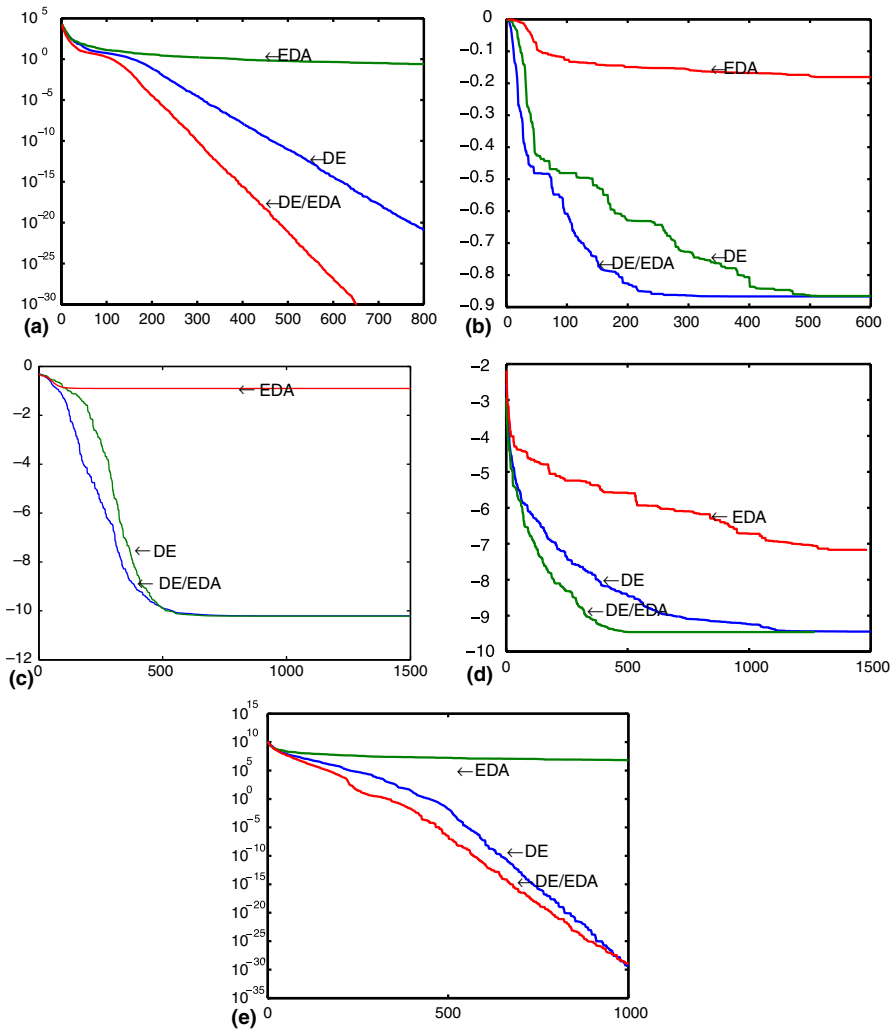 10^5
10^0
10^-5
10^-10
10^-15
10^-20
10^-25
10^-30
0 100 200 300 400 500 600 700 800
←EDA
←DE
←DE/EDA
(a)
0
−0.1
−0.2
−0.3
−0.4
−0.5
−0.6
−0.7
−0.8
−0.9
0 100 200 300 400 500 600
←EDA
←DE
←DE/EDA
(b)
0
−2
−4
−6
−8
−10
−12
0 500 1000 1500
←EDA
←DE
←DE/EDA
(c)
−2
−3
−4
−5
−6
−7
−8
−9
−10
0 500 1000 1500
←EDA
←DE
←DE/EDA
(d)
10^15
10^10
10^5
10^0
10^-5
10^-10
10^-15
10^-20
10^-25
10^-30
10^-35
0 500 1000
←EDA
←DE
←DE/EDA
(e)